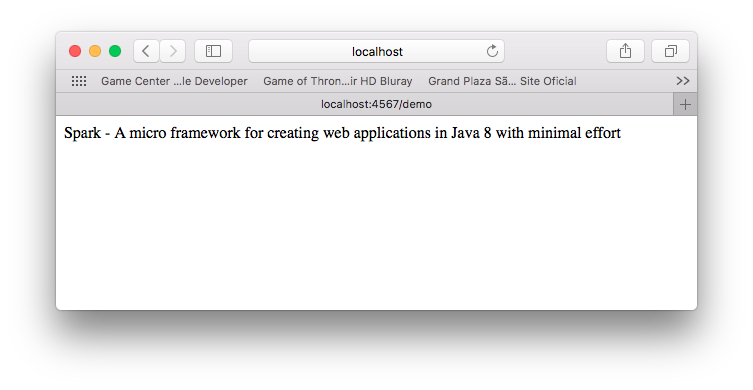 localhost
Game Center ...le Developer Game of Thron...ir HD Bluray Grand Plaza Sã... Site Oficial
localhost:4567/demo
Spark - A micro framework for creating web applications in Java 8 with minimal effort